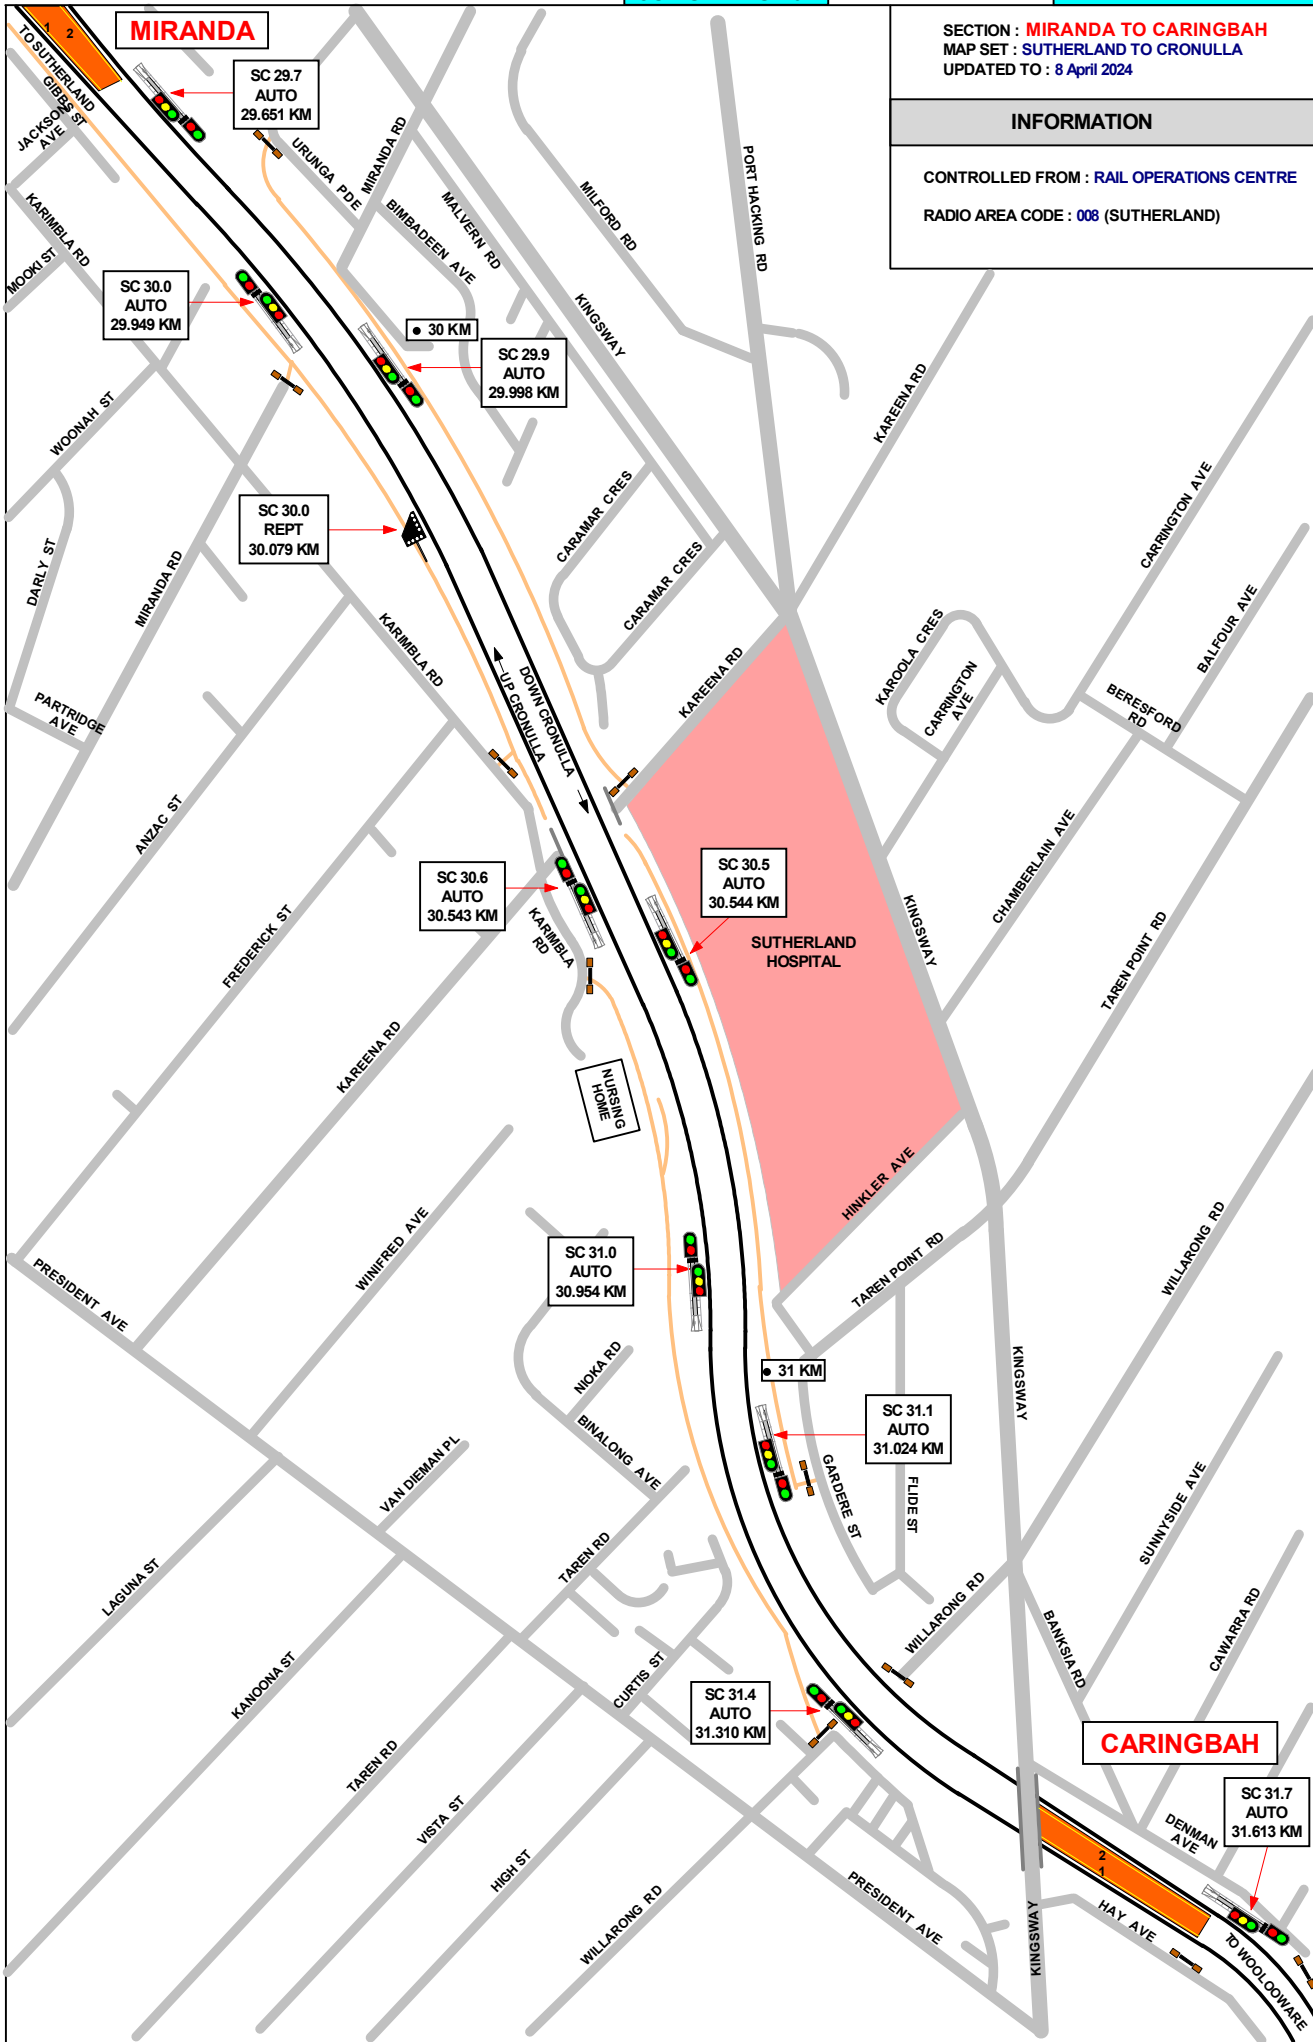 MIRANDA
SECTION : MIRANDA TO CARINGBAH
MAP SET : SUTHERLAND TO CRONULLA
UPDATED TO : 8 April 2024
INFORMATION
CONTROLLED FROM : RAIL OPERATIONS CENTRE
RADIO AREA CODE : 008 (SUTHERLAND)
1
2
TO SUTHERLAND
GIBBS ST
JACKSON
AVE
SC 29.7
AUTO
29.651 KM
URUNGA PDE
MIRANDA RD
BIMBADEEN AVE
MALVERN RD
MILFORD RD
PORT HACKING RD
KINGSWAY
KARIMBLA RD
MOOKI ST
SC 30.0
AUTO
29.949 KM
30 KM
SC 29.9
AUTO
29.998 KM
KAREENA RD
WOONAH ST
CARRINGTON AVE
SC 30.0
REPT
30.079 KM
CARAMAR CRES
CARAMAR CRES
DARLY ST
MIRANDA RD
KARIMBLA RD
BALFOUR AVE
KAROOLA CRES
CARRINGTON
AVE
BERESFORD
RD
KAREENA RD
UP CRONULLA
DOWN CRONULLA
PARTRIDGE
AVE
ANZAC ST
CHAMBERLAIN AVE
SC 30.6
AUTO
30.543 KM
SC 30.5
AUTO
30.544 KM
KINGSWAY
KARIMBLA
RD
SUTHERLAND
HOSPITAL
FREDERICK ST
TAREN POINT RD
KAREENA RD
NURSING
HOME
HINKLER AVE
WINIFRED AVE
WILLARONG RD
SC 31.0
AUTO
30.954 KM
TAREN POINT RD
PRESIDENT AVE
NIOKA RD
31 KM
KINGSWAY
SC 31.1
AUTO
31.024 KM
BINALONG AVE
VAN DIEMAN PL
GARDERE ST
FLIDE ST
SUNNYSIDE AVE
LAGUNA ST
TAREN RD
WILLARONG RD
BANKSIA RD
CAWARRA RD
KANOONA ST
CURTIS ST
SC 31.4
AUTO
31.310 KM
CARINGBAH
TAREN RD
VISTA ST
SC 31.7
AUTO
31.613 KM
DENMAN
AVE
2
1
HIGH ST
PRESIDENT AVE
WILLARONG RD
KINGSWAY
HAY AVE
TO WOOLOOWARE